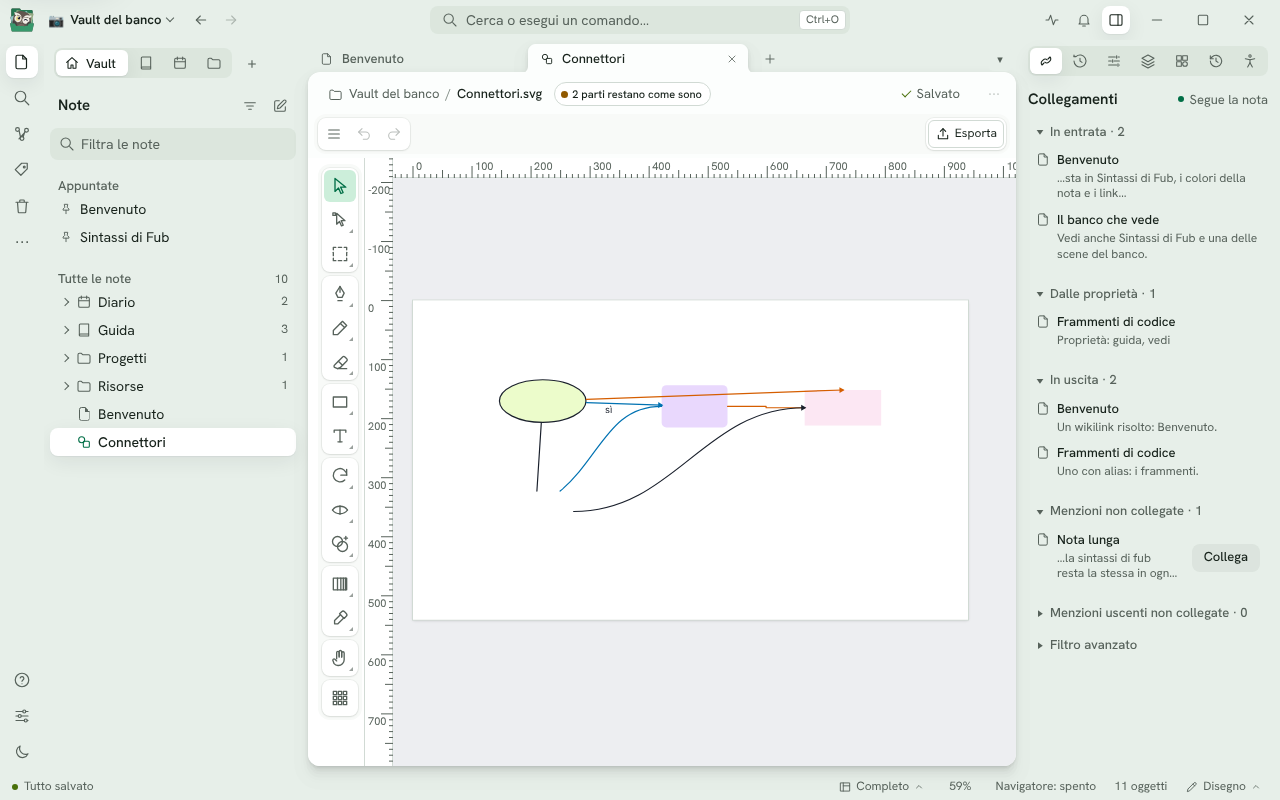 Vault del banco
Cerca o esegui un comando…
Ctrl+O
Vault
Benvenuto
Connettori
Note
Filtra le note
Appuntate
Benvenuto
Sintassi di Fub
Tutte le note 10
Diario 2
Guida 3
Progetti 1
Risorse 1
Benvenuto
Connettori
Vault del banco / Connettori.svg
2 parti restano come sono
Salvato
Esporta
0 100 200 300 400 500 600 700 800 900 10
-200
-100
0
100
200
300
400
500
600
700
sì
Collegamenti
Segue la nota
In entrata · 2
Benvenuto
…sta in Sintassi di Fub, i colori della
nota e i link…
Il banco che vede
Vedi anche Sintassi di Fub e una delle
scene del banco.
Dalle proprietà · 1
Frammenti di codice
Proprietà: guida, vedi
In uscita · 2
Benvenuto
Un wikilink risolto: Benvenuto.
Frammenti di codice
Uno con alias: i frammenti.
Menzioni non collegate · 1
Nota lunga
…la sintassi di fub
resta la stessa in ogn…
Collega
Menzioni uscenti non collegate · 0
Filtro avanzato
Tutto salvato
Completo
59%
Navigatore: spento
11 oggetti
Disegno